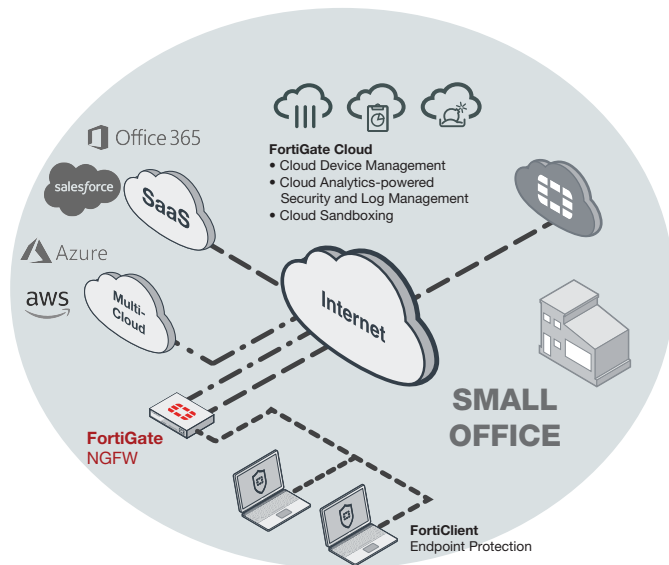 Office 365
salesforce
SaaS
Azure
aws
Multi-
Cloud
FortiGate Cloud
• Cloud Device Management
• Cloud Analytics-powered
Security and Log Management
• Cloud Sandboxing
Internet
SMALL
OFFICE
FortiGate
NGFW
FortiClient
Endpoint Protection